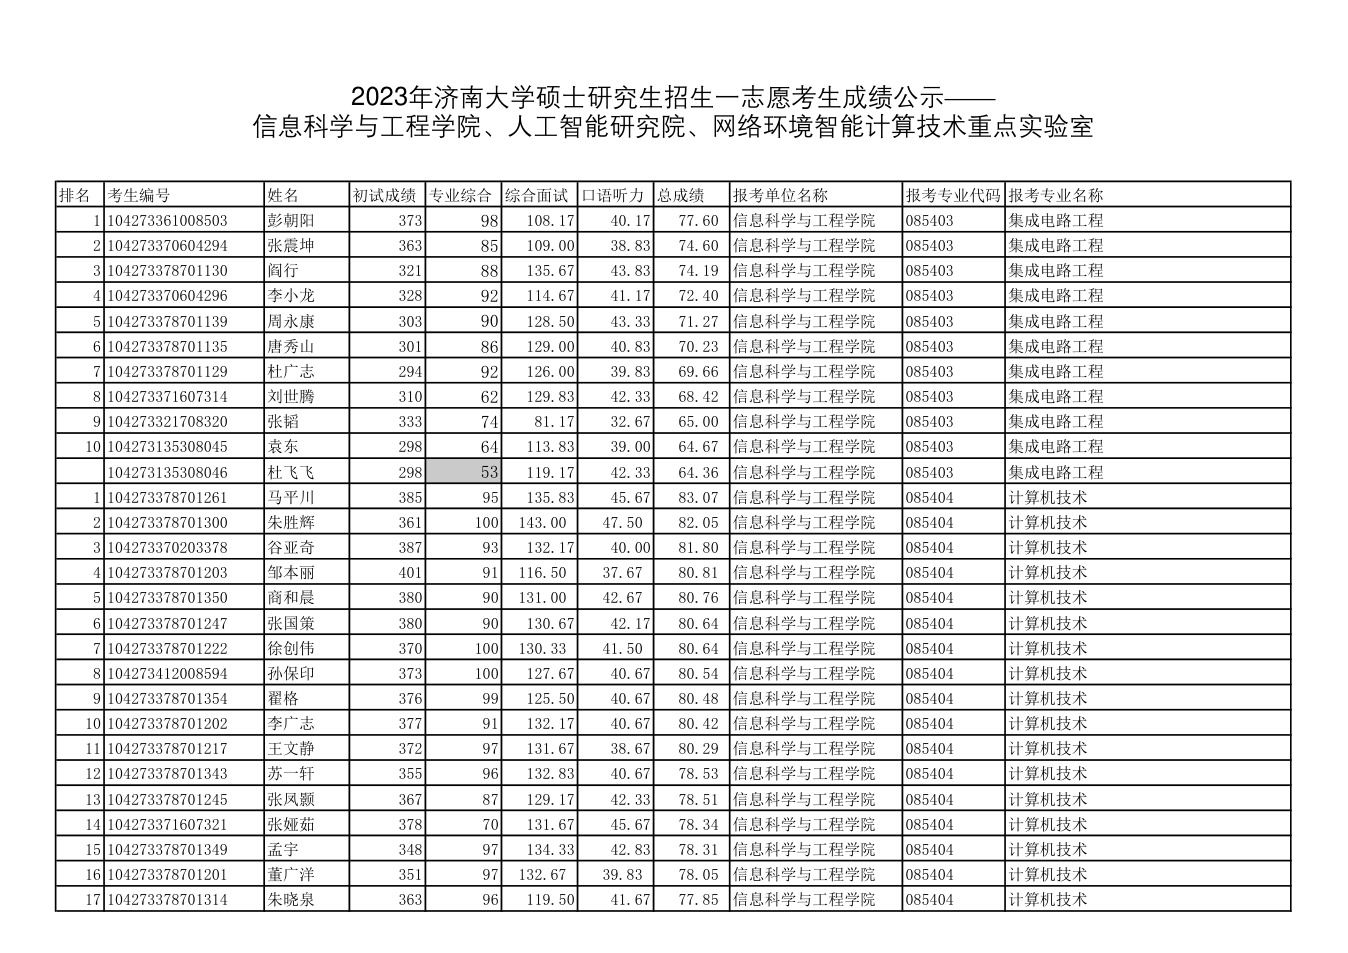 2023年济南大学硕士研究生招生一志愿考生成绩公示——
信息科学与工程学院、人工智能研究院、网络环境智能计算技术重点实验室
排名 考生编号 姓名 初试成绩 专业综合 综合面试 口语听力 总成绩 报考单位名称 报考专业代码 报考专业名称
1 104273361008503 彭朝阳 373 98 108.17 40.17 77.60 信息科学与工程学院 085403 集成电路工程
2 104273370604294 张震坤 363 85 109.00 38.83 74.60 信息科学与工程学院 085403 集成电路工程
3 104273378701130 阎行 321 88 135.67 43.83 74.19 信息科学与工程学院 085403 集成电路工程
4 104273370604296 李小龙 328 92 114.67 41.17 72.40 信息科学与工程学院 085403 集成电路工程
5 104273378701139 周永康 303 90 128.50 43.33 71.27 信息科学与工程学院 085403 集成电路工程
6 104273378701135 唐秀山 301 86 129.00 40.83 70.23 信息科学与工程学院 085403 集成电路工程
7 104273378701129 杜广志 294 92 126.00 39.83 69.66 信息科学与工程学院 085403 集成电路工程
8 104273371607314 刘世腾 310 62 129.83 42.33 68.42 信息科学与工程学院 085403 集成电路工程
9 104273321708320 张韬 333 74 81.17 32.67 65.00 信息科学与工程学院 085403 集成电路工程
10 104273135308045 袁东 298 64 113.83 39.00 64.67 信息科学与工程学院 085403 集成电路工程
104273135308046 杜飞飞 298 53 119.17 42.33 64.36 信息科学与工程学院 085403 集成电路工程
1 104273378701261 马平川 385 95 135.83 45.67 83.07 信息科学与工程学院 085404 计算机技术
2 104273378701300 朱胜辉 361 100 143.00 47.50 82.05 信息科学与工程学院 085404 计算机技术
3 104273370203378 谷亚奇 387 93 132.17 40.00 81.80 信息科学与工程学院 085404 计算机技术
4 104273378701203 邹本丽 401 91 116.50 37.67 80.81 信息科学与工程学院 085404 计算机技术
5 104273378701350 商和晨 380 90 131.00 42.67 80.76 信息科学与工程学院 085404 计算机技术
6 104273378701247 张国策 380 90 130.67 42.17 80.64 信息科学与工程学院 085404 计算机技术
7 104273378701222 徐创伟 370 100 130.33 41.50 80.64 信息科学与工程学院 085404 计算机技术
8 104273412008594 孙保印 373 100 127.67 40.67 80.54 信息科学与工程学院 085404 计算机技术
9 104273378701354 翟格 376 99 125.50 40.67 80.48 信息科学与工程学院 085404 计算机技术
10 104273378701202 李广志 377 91 132.17 40.67 80.42 信息科学与工程学院 085404 计算机技术
11 104273378701217 王文静 372 97 131.67 38.67 80.29 信息科学与工程学院 085404 计算机技术
12 104273378701343 苏一轩 355 96 132.83 40.67 78.53 信息科学与工程学院 085404 计算机技术
13 104273378701245 张凤颢 367 87 129.17 42.33 78.51 信息科学与工程学院 085404 计算机技术
14 104273371607321 张娅茹 378 70 131.67 45.67 78.34 信息科学与工程学院 085404 计算机技术
15 104273378701349 孟宇 348 97 134.33 42.83 78.31 信息科学与工程学院 085404 计算机技术
16 104273378701201 董广洋 351 97 132.67 39.83 78.05 信息科学与工程学院 085404 计算机技术
17 104273378701314 朱晓泉 363 96 119.50 41.67 77.85 信息科学与工程学院 085404 计算机技术